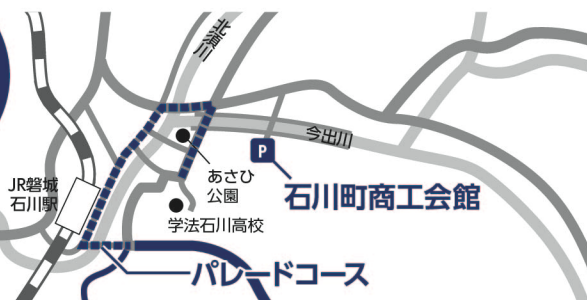 北須川
今出川
P
あさひ
公園
石川町商工会館
JR磐城
石川駅
学法石川高校
パレードコース